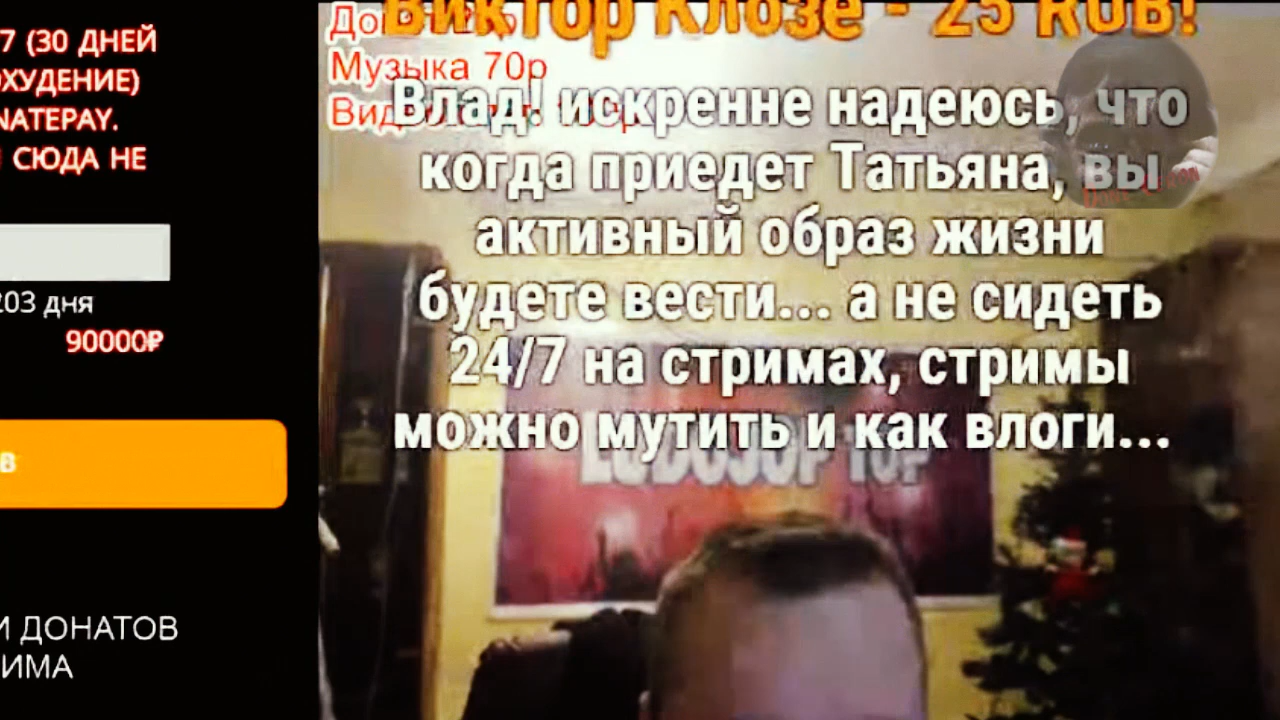 7 (30 ДНЕЙ
ОХУДЕНИЕ)
NATEPAY.
СЮДА НЕ
203 дня
90000₽
В
И ДОНАТОВ
ИМА
Виктор Клозе - 25 RUB!
Музыка 70р
Влад! искренне надеюсь, что
когда приедет Татьяна, вы
активный образ жизни
будете вести... а не сидеть
24/7 на стримах, стримы
можно мутить и как влоги...